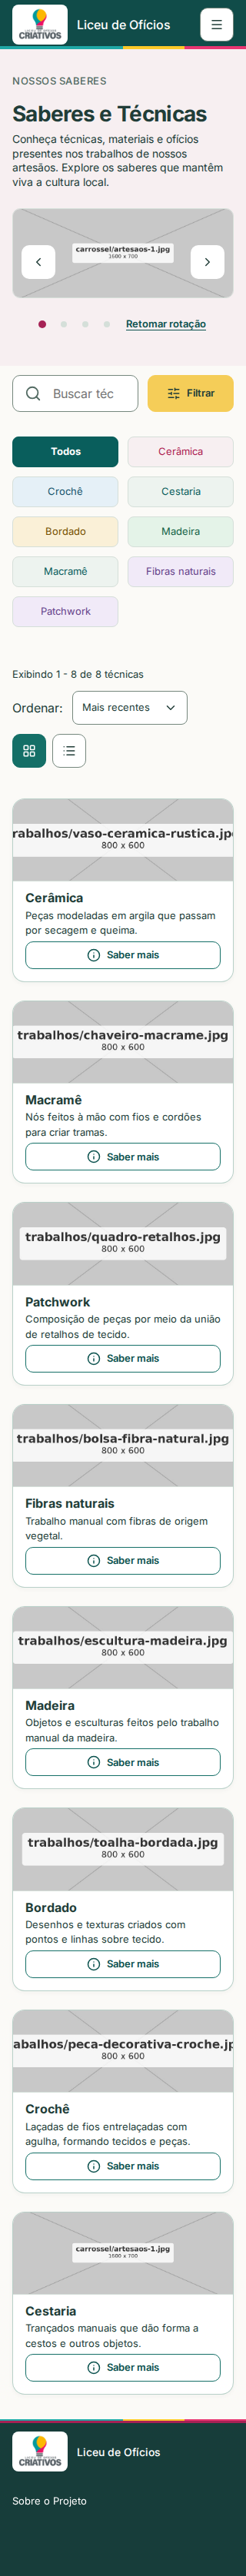 CRIATIVOS
Liceu de Ofícios
NOSSOS SABERES
Saberes e Técnicas
Conheça técnicas, materiais e ofícios
presentes nos trabalhos de nossos
artesãos. Explore os saberes que mantêm
viva a cultura local.
carrossel/artesaos-1.jpg
1600 x 700
Retomar rotação
Buscar téc
Filtrar
Todos
Cerâmica
Crochê
Cestaria
Bordado
Madeira
Macramê
Fibras naturais
Patchwork
Exibindo 1 - 8 de 8 técnicas
Ordenar:
Mais recentes
rabalhos/vaso-ceramica-rustica.jpg
800 x 600
Cerâmica
Peças modeladas em argila que passam
por secagem e queima.
Saber mais
trabalhos/chaveiro-macrame.jpg
800 x 600
Macramê
Nós feitos à mão com fios e cordões
para criar tramas.
Saber mais
trabalhos/quadro-retalhos.jpg
800 x 600
Patchwork
Composição de peças por meio da união
de retalhos de tecido.
Saber mais
trabalhos/bolsa-fibra-natural.jpg
800 x 600
Fibras naturais
Trabalho manual com fibras de origem
vegetal.
Saber mais
trabalhos/escultura-madeira.jpg
800 x 600
Madeira
Objetos e esculturas feitos pelo trabalho
manual da madeira.
Saber mais
trabalhos/toalha-bordada.jpg
800 x 600
Bordado
Desenhos e texturas criados com
pontos e linhas sobre tecido.
Saber mais
abalhos/peca-decorativa-croche.jp
800 x 600
Crochê
Laçadas de fios entrelaçadas com
agulha, formando tecidos e peças.
Saber mais
carrossel/artesaos-1.jpg
1600 x 700
Cestaria
Trançados manuais que dão forma a
cestos e outros objetos.
Saber mais
CRIATIVOS
Liceu de Ofícios
Sobre o Projeto